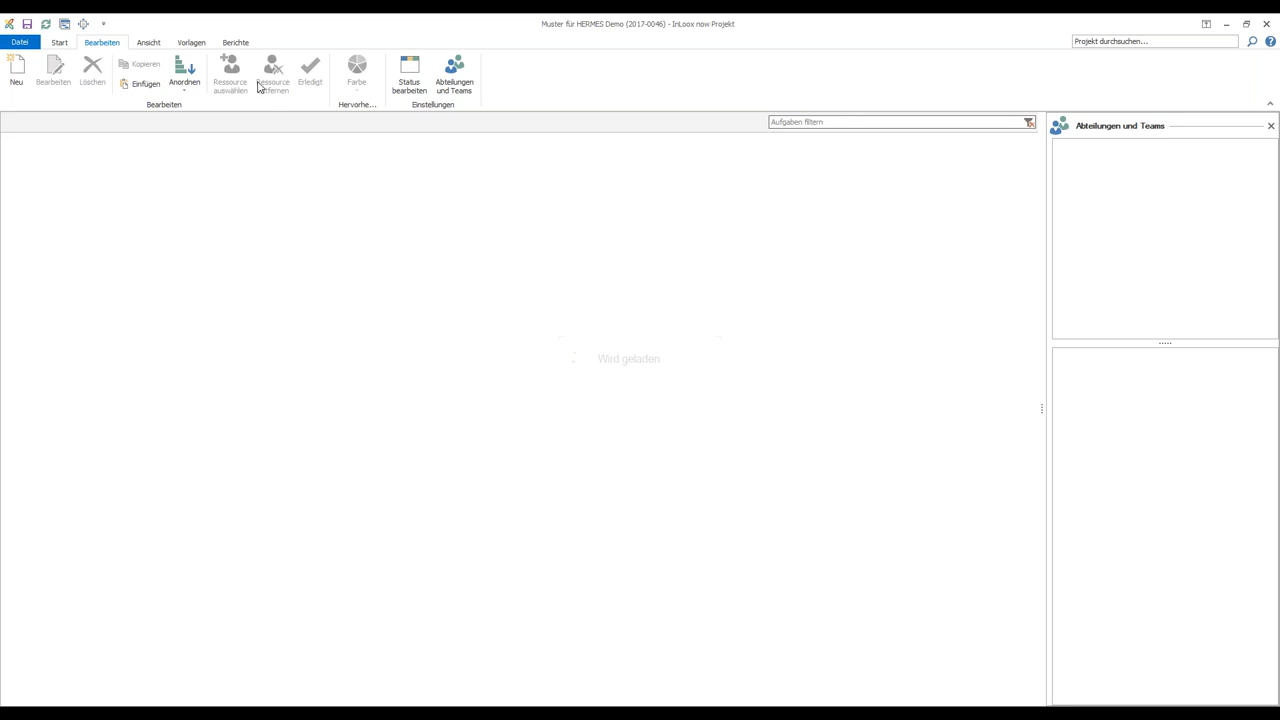 Muster für HERMES Demo (2017-0046) - InLoox now Projekt
Datei Start Bearbeiten Ansicht Vorlagen Berichte
Projekt durchsuchen...
Neu Bearbeiten Löschen
Kopieren
Einfügen
Anordnen
Ressource auswählen
Ressource
Erledigt
Farbe
Status bearbeiten
Abteilungen und Teams
Bearbeiten Hervorhe... Einstellungen
Aufgaben filtern
Abteilungen und Teams
Wird geladen